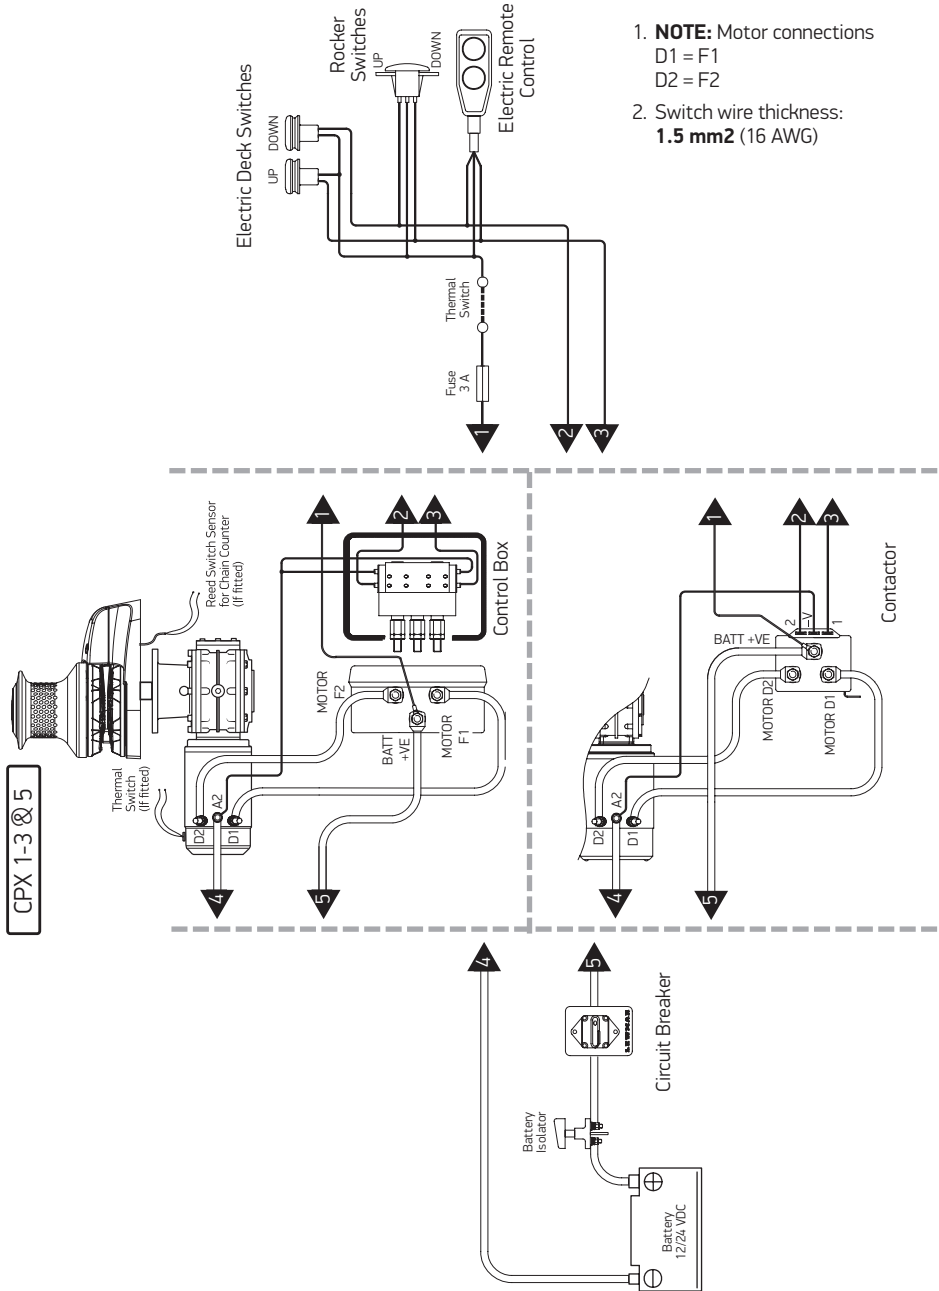 1. NOTE: Motor connections
D1 = F1
D2 = F2
2. Switch wire thickness:
1.5 mm2 (16 AWG)
CPX 1-3 & 5
Electric Deck Switches
UP
DOWN
Rocker
Switches
UP
DOWN
Electric Remote
Control
Fuse
3 A
Thermal
Switch
1
2
3
Thermal
Switch
(If fitted)
Reed Switch Sensor
for Chain Counter
(If fitted)
D2
A2
D1
4
5
MOTOR
F2
BATT
+VE
MOTOR
F1
1
2
3
Control Box
D2
A2
D1
4
5
BATT +VE
MOTOR D2
MOTOR D1
2
-V
1
1
2
3
Contactor
4
5
Battery
Isolator
LEWMAR
Circuit Breaker
Battery
12/24 VDC